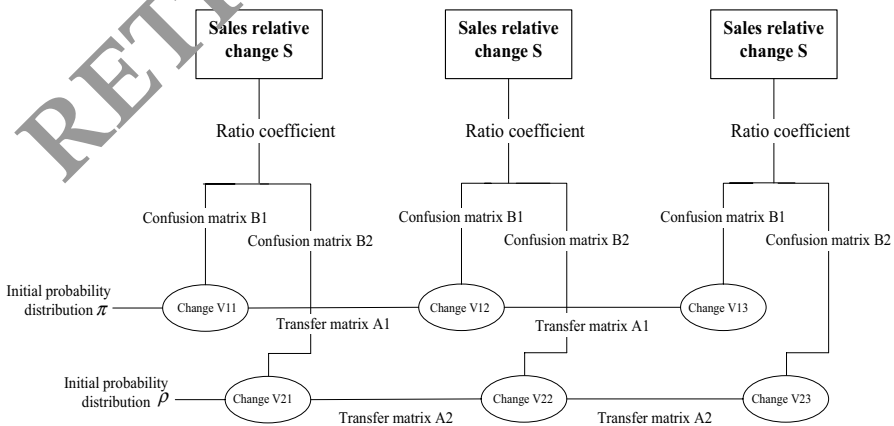 RETR
Sales relative
change S
Sales relative
change S
Sales relative
change S
Ratio coefficient
Ratio coefficient
Ratio coefficient
Confusion matrix B1
Confusion matrix B1
Confusion matrix B1
Confusion matrix B2
Confusion matrix B2
Confusion matrix B2
Initial probability
distribution π
Change V11
Change V12
Change V13
Transfer matrix A1
Transfer matrix A1
Initial probability
distribution ρ
Change V21
Change V22
Change V23
Transfer matrix A2
Transfer matrix A2